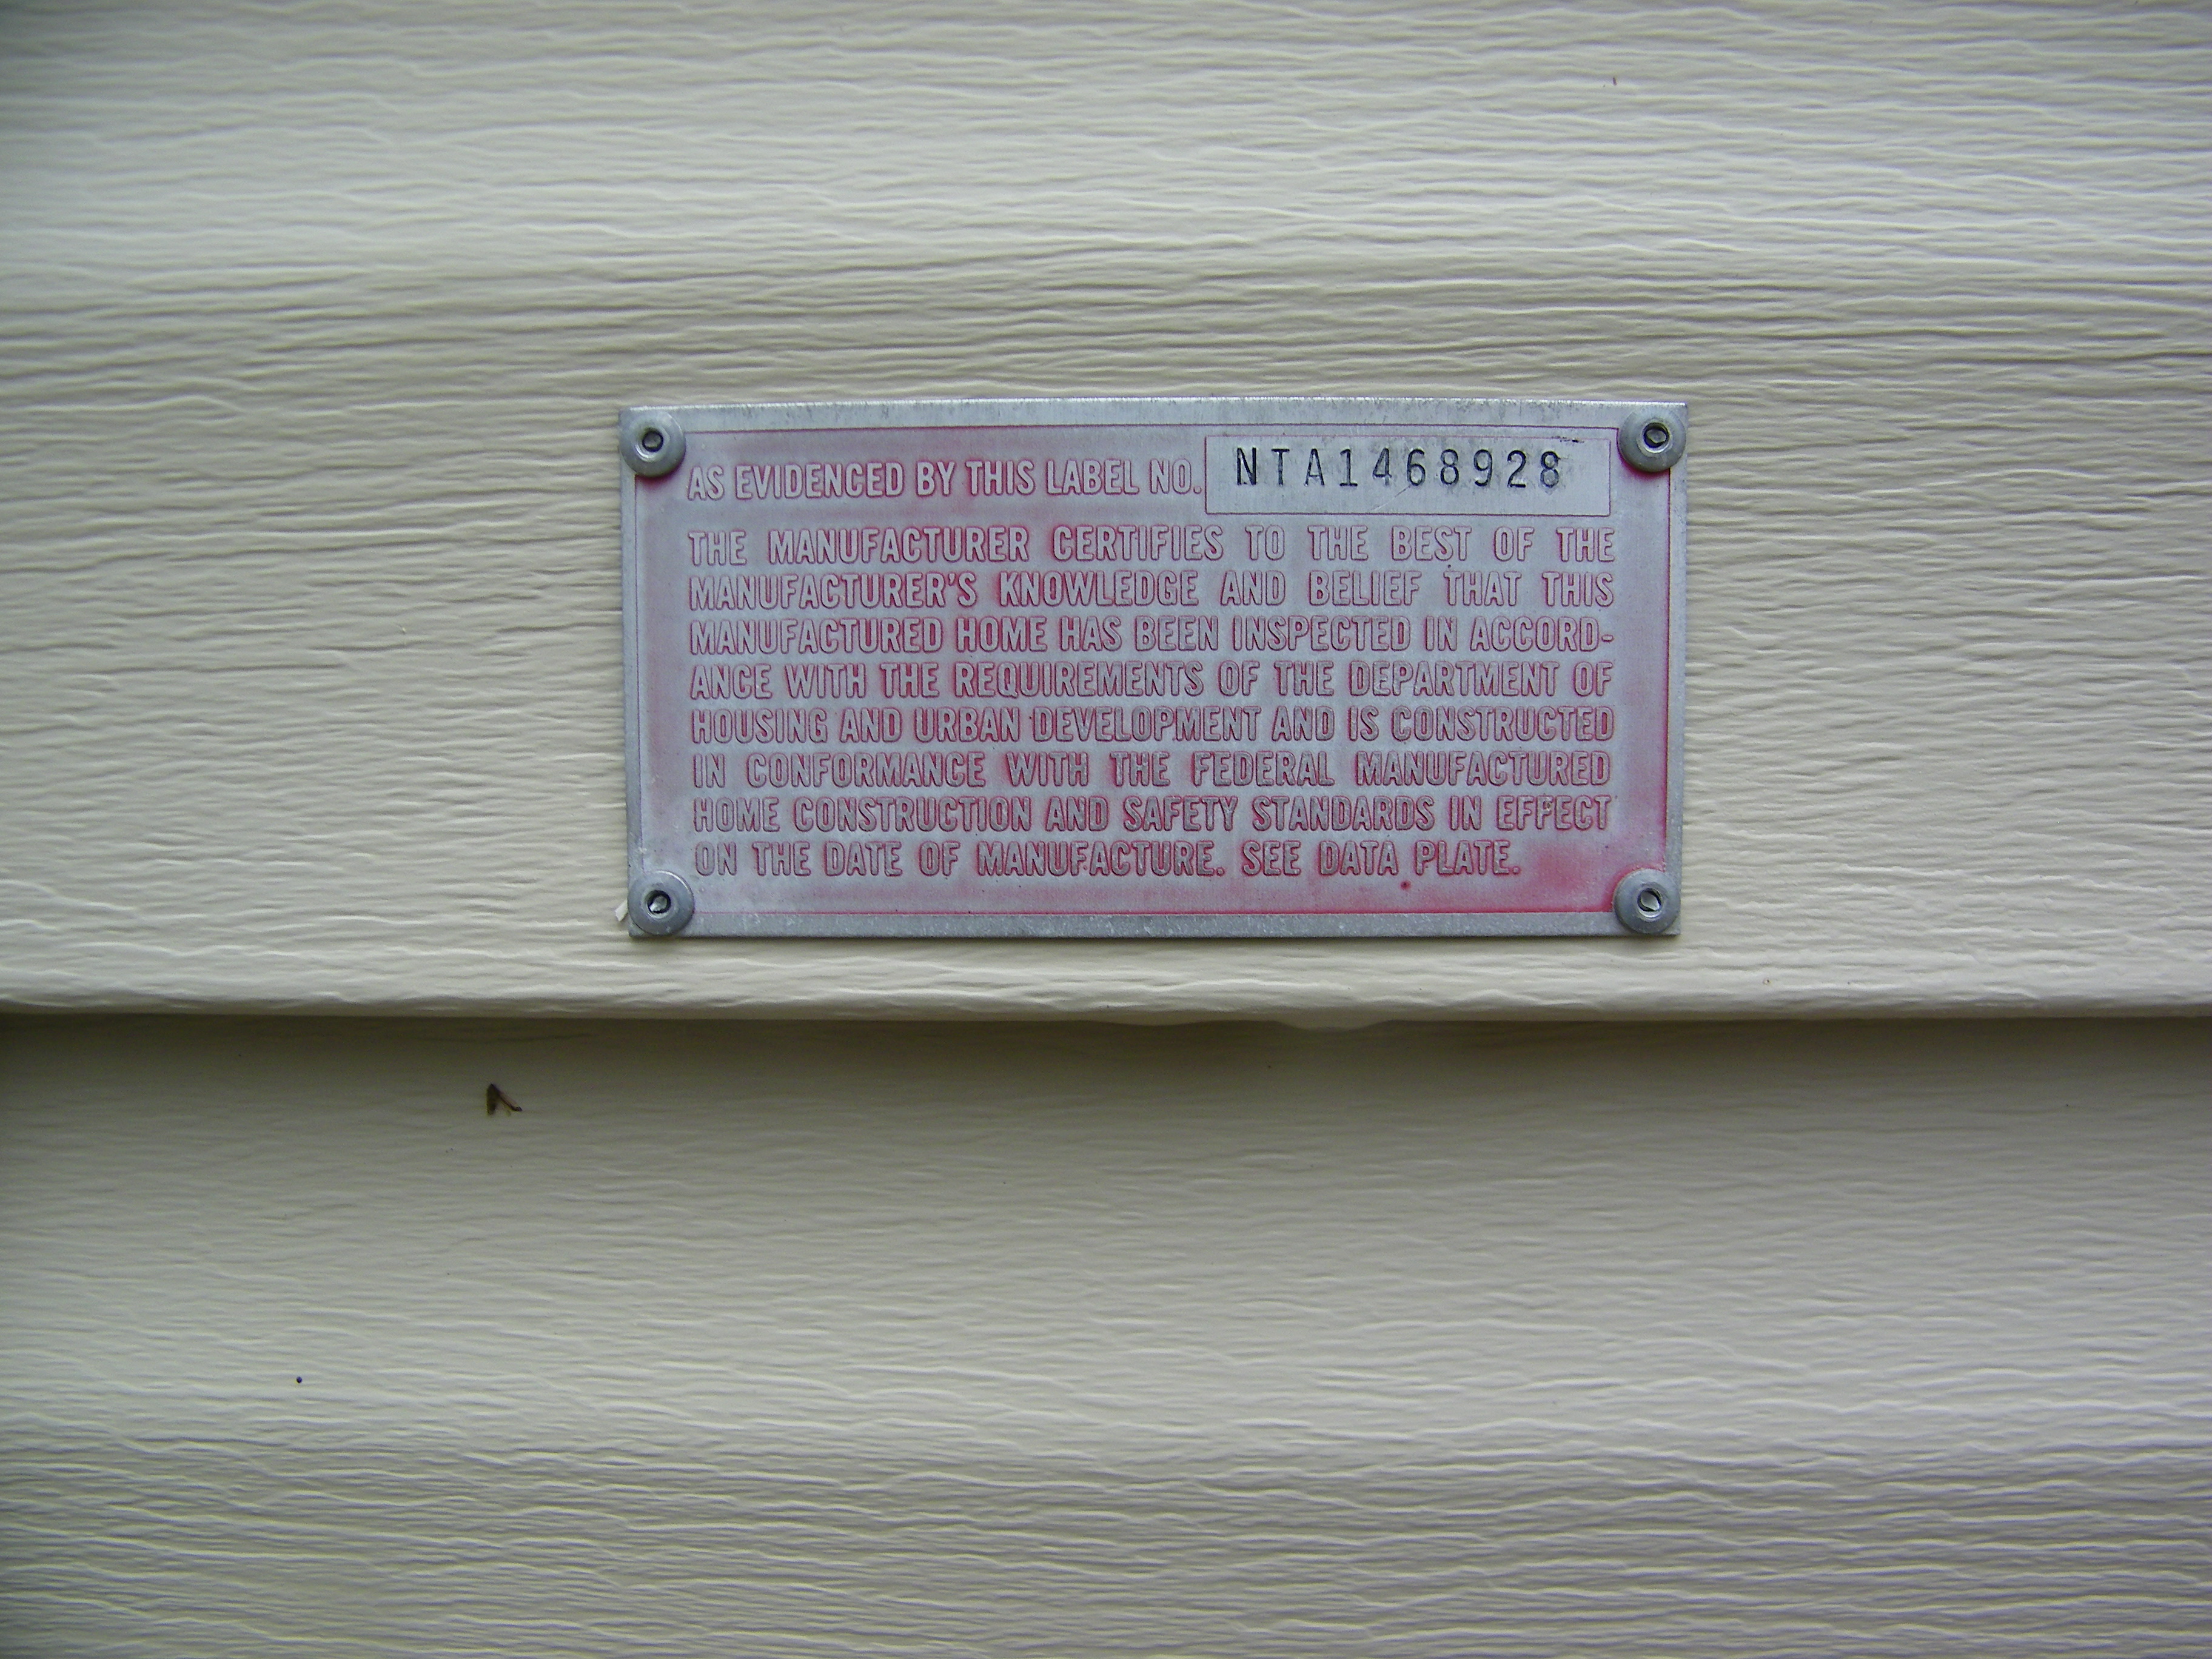 AS EVIDENCED BY THIS LABEL NO. NTA1468928
THE MANUFACTURER CERTIFIES TO THE BEST OF THE
MANUFACTURER'S KNOWLEDGE AND BELIEF THAT THIS
MANUFACTURED HOME HAS BEEN INSPECTED IN ACCORD-
ANCE WITH THE REQUIREMENTS OF THE DEPARTMENT OF
HOUSING AND URBAN DEVELOPMENT AND IS CONSTRUCTED
IN CONFORMANCE WITH THE FEDERAL MANUFACTURED
HOME CONSTRUCTION AND SAFETY STANDARDS IN EFFECT
ON THE DATE OF MANUFACTURE. SEE DATA PLATE.